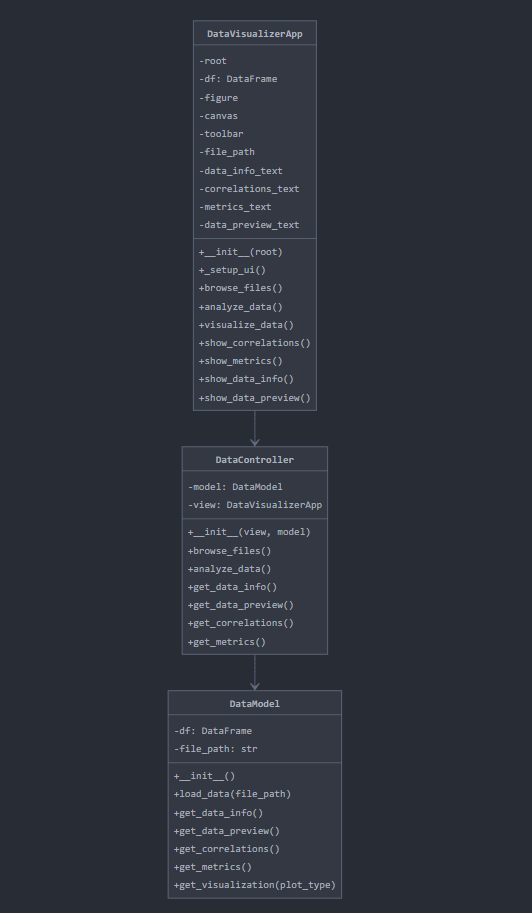 DataVisualizerApp
-root
-df: DataFrame
-figure
-canvas
-toolbar
-file_path
-data_info_text
-correlations_text
-metrics_text
-data_preview_text
+__init__(root)
+_setup_ui()
+browse_files()
+analyze_data()
+visualize_data()
+show_correlations()
+show_metrics()
+show_data_info()
+show_data_preview()
DataController
-model: DataModel
-view: DataVisualizerApp
+__init__(view, model)
+browse_files()
+analyze_data()
+get_data_info()
+get_data_preview()
+get_correlations()
+get_metrics()
DataModel
-df: DataFrame
-file_path: str
+__init__()
+load_data(file_path)
+get_data_info()
+get_data_preview()
+get_correlations()
+get_metrics()
+get_visualization(plot_type)